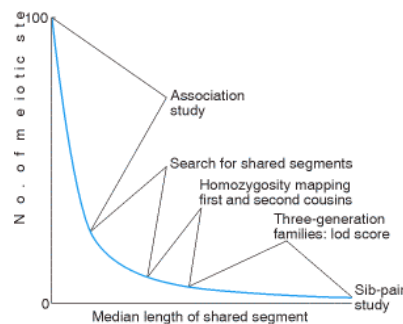 100
No. of meiotic ste
Association
study
Search for shared segments
Homozygosity mapping
first and second cousins
Three-generation
families: lod score
Sib-pair
study
0
Median length of shared segment